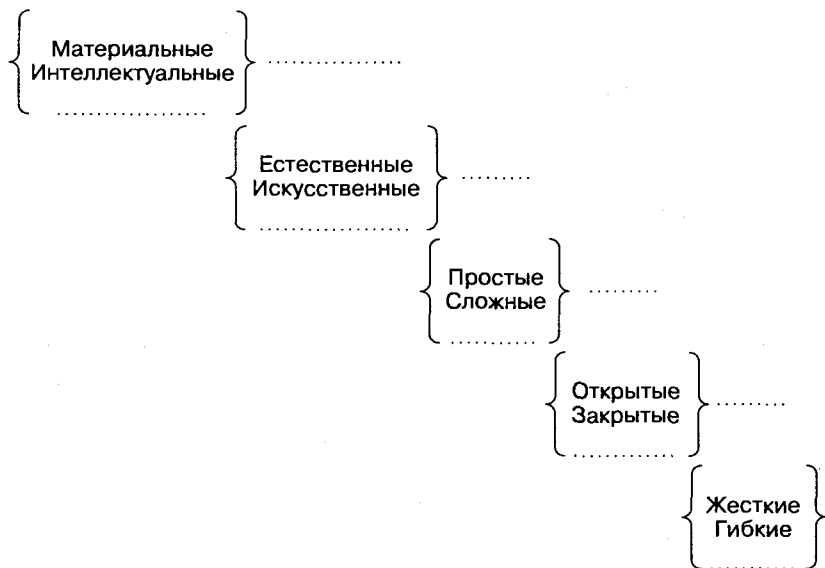 Материальные
Интеллектуальные
Естественные
Искусственные
Простые
Сложные
Открытые
Закрытые
Жесткие
Гибкие